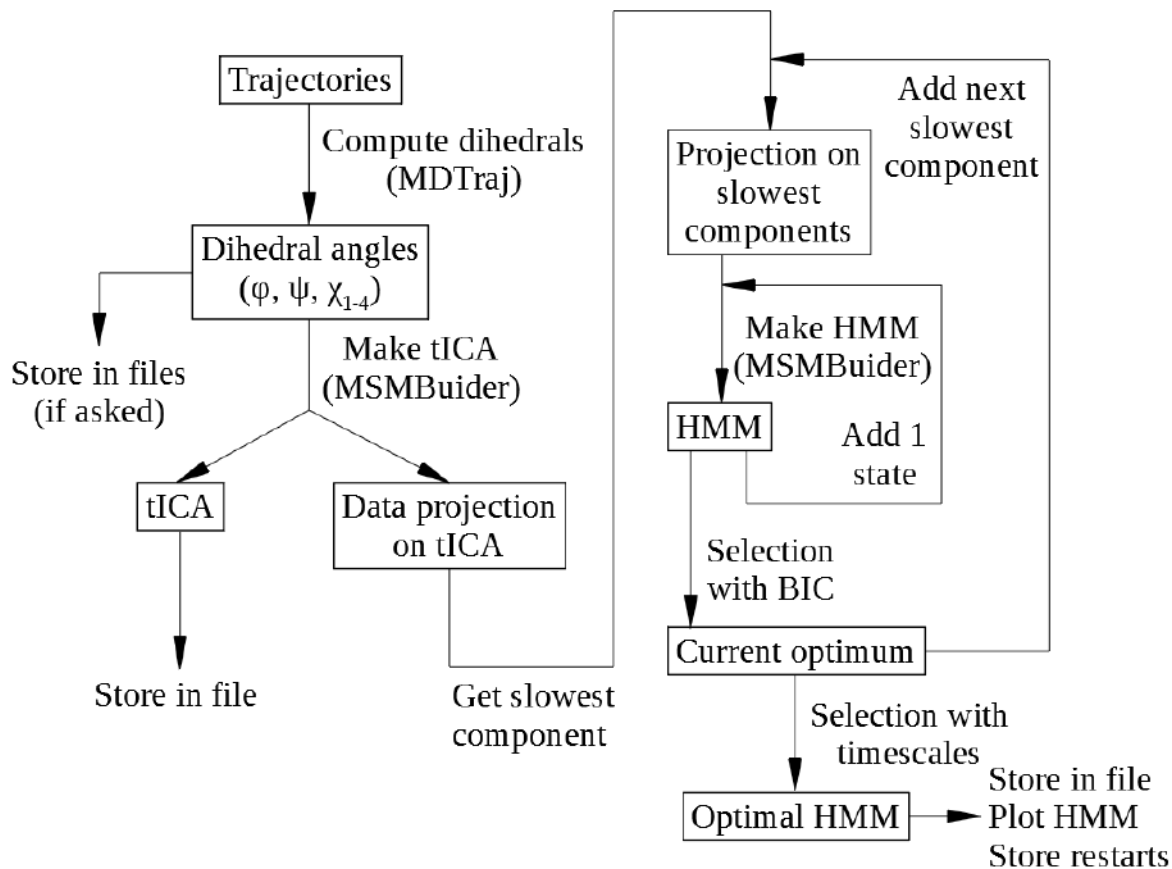 Trajectories
Compute dihedrals
(MDTraj)
Dihedral angles
(φ, ψ, χ1-4)
Store in files
(if asked)
Make tICA
(MSMBuider)
tICA
Data projection
on tICA
Store in file
Get slowest
component
Add next
slowest
component
Projection on
slowest
components
Make HMM
(MSMBuider)
HMM
Add 1
state
Selection
with BIC
Current optimum
Selection with
timescales
Optimal HMM
Store in file
Plot HMM
Store restarts